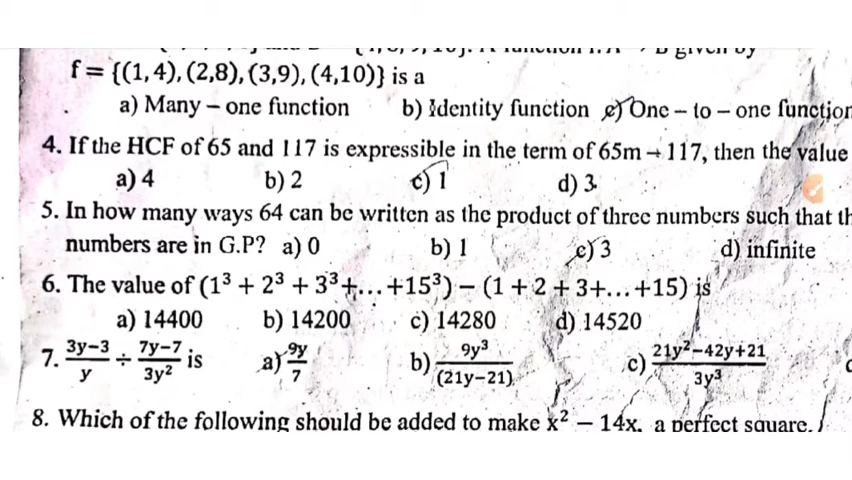 f = {(1, 4), (2,8), (3,9), (4,10)} is a
a) Many – one function b) Identity function c) One – to – one function
4. If the HCF of 65 and 117 is expressible in the term of 65m – 117, then the value
a) 4 b) 2 c) 1 d) 3
5. In how many ways 64 can be written as the product of three numbers such that th
numbers are in G.P? a) 0 b) 1 c) 3 d) infinite
6. The value of (1³ + 2³ + 3³+...+15³) – (1 + 2 + 3+...+15) is
a) 14400 b) 14200 c) 14280 d) 14520
7. 3y−3/y ÷ 7y−7/3y² is a) 9y/7 b) 9y³/(21y−21) c) 21y²−42y+21/3y³
8. Which of the following should be added to make x² – 14x, a perfect square.